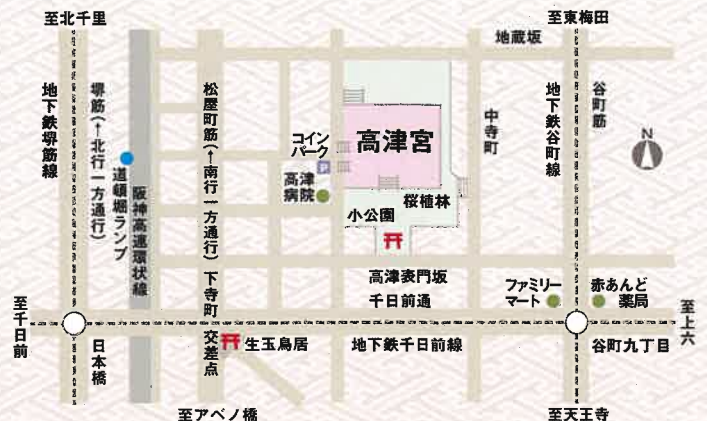 至北千里
至東梅田
地蔵坂
地下鉄堺筋線
堺筋(↑北行一方通行)
道頓堀ランプ
阪神高速環状線
松屋町筋(↑南行一方通行)
下寺町
交差点
コイン
パーク
P
高津
病院
高津宮
小公園
桜植林
中寺町
地下鉄谷町線
谷町筋
N
高津表門坂
千日前通
ファミリー
マート
赤あんど
薬局
至千日前
日本橋
生玉鳥居
地下鉄千日前線
谷町九丁目
至上六
至アベノ橋
至天王寺